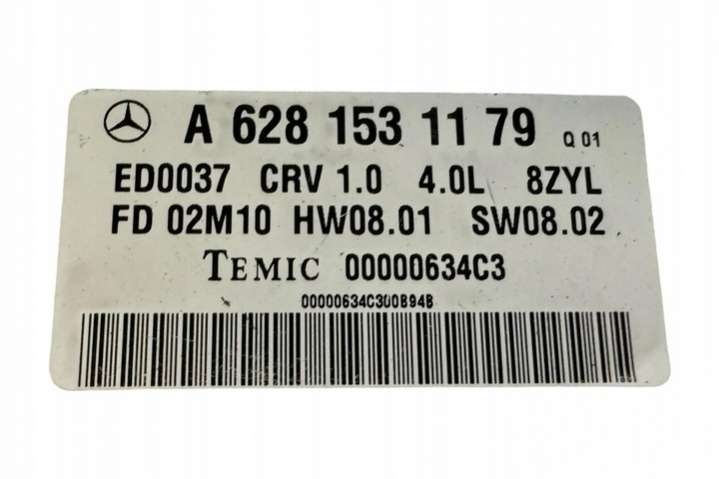 A 628 153 11 79 Q 01
ED0037 CRV 1.0 4.0L 8ZYL
FD 02M10 HW08.01 SW08.02
TEMIC 00000634C3
00000634C300B94B